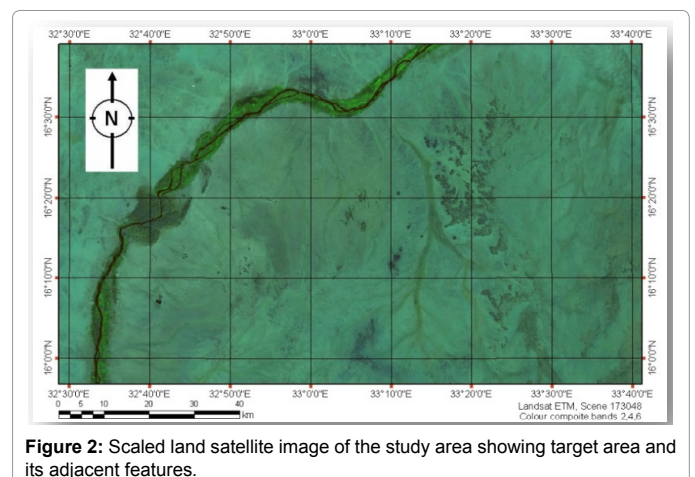 32°30'0"E 32°40'0"E 32°50'0"E 33°0'0"E 33°10'0"E 33°20'0"E 33°30'0"E 33°40'0"E
N
16°30'0"N 16°30'0"N
16°20'0"N 16°20'0"N
16°10'0"N 16°10'0"N
16°0'0"N 16°0'0"N
32°30'0"E 32°40'0"E 32°50'0"E 33°0'0"E 33°10'0"E 33°20'0"E 33°30'0"E 33°40'0"E
0 5 10 20 30 40
km
Landsat ETM, Scene 173048
Colour compoite bands 2,4,6
Figure 2: Scaled land satellite image of the study area showing target area and
its adjacent features.